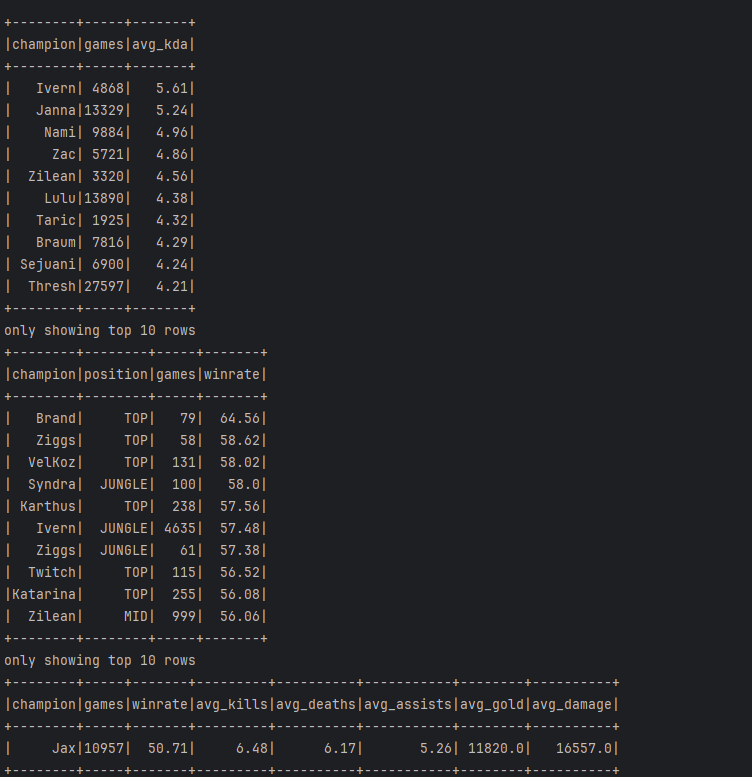 +--------+-----+-------+
|champion|games|avg_kda|
+--------+-----+-------+
|   Ivern| 4868|   5.61|
|   Janna|13329|   5.24|
|    Nami| 9884|   4.96|
|     Zac| 5721|   4.86|
|  Zilean| 3320|   4.56|
|    Lulu|13890|   4.38|
|   Taric| 1925|   4.32|
|   Braum| 7816|   4.29|
| Sejuani| 6900|   4.24|
|  Thresh|27597|   4.21|
+--------+-----+-------+
only showing top 10 rows
+--------+--------+-----+-------+
|champion|position|games|winrate|
+--------+--------+-----+-------+
|   Brand|     TOP|   79|  64.56|
|   Ziggs|     TOP|   58|  58.62|
|  VelKoz|     TOP|  131|  58.02|
|  Syndra|  JUNGLE|  100|   58.0|
| Karthus|     TOP|  238|  57.56|
|   Ivern|  JUNGLE| 4635|  57.48|
|   Ziggs|  JUNGLE|   61|  57.38|
|  Twitch|     TOP|  115|  56.52|
|Katarina|     TOP|  255|  56.08|
|  Zilean|     MID|  999|  56.06|
+--------+--------+-----+-------+
only showing top 10 rows
+--------+-----+-------+---------+----------+-----------+--------+----------+
|champion|games|winrate|avg_kills|avg_deaths|avg_assists|avg_gold|avg_damage|
+--------+-----+-------+---------+----------+-----------+--------+----------+
|     Jax|10957|  50.71|     6.48|      6.17|       5.26| 11820.0|   16557.0|
+--------+-----+-------+---------+----------+-----------+--------+----------+